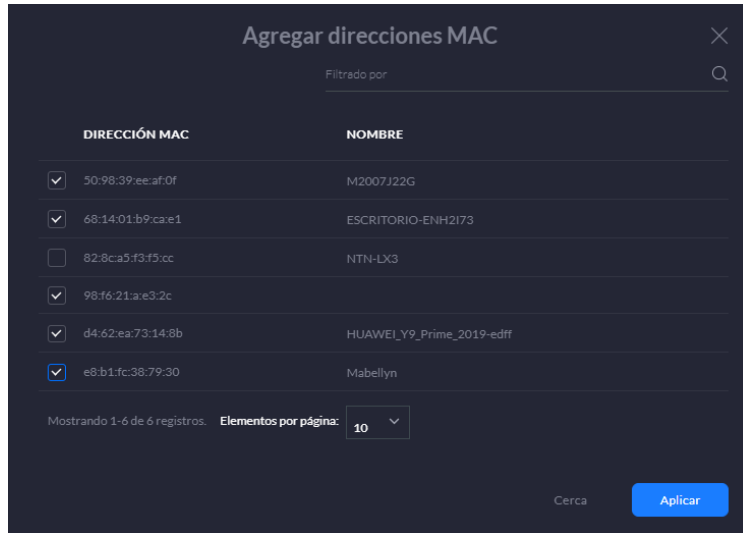 Agregar direcciones MAC
Filtrado por
DIRECCIÓN MAC NOMBRE
50:98:39:ee:af:0f M2007J22G
68:14:01:b9:ca:e1 ESCRITORIO-ENH2I73
82:8c:a5:f3:f5:cc NTN-LX3
98:f6:21:a:e3:2c
d4:62:ea:73:14:8b HUAWEI_Y9_Prime_2019-edff
e8:b1:fc:38:79:30 Mabellyn
Mostrando 1-6 de 6 registros. Elementos por página: 10
Cerca Aplicar